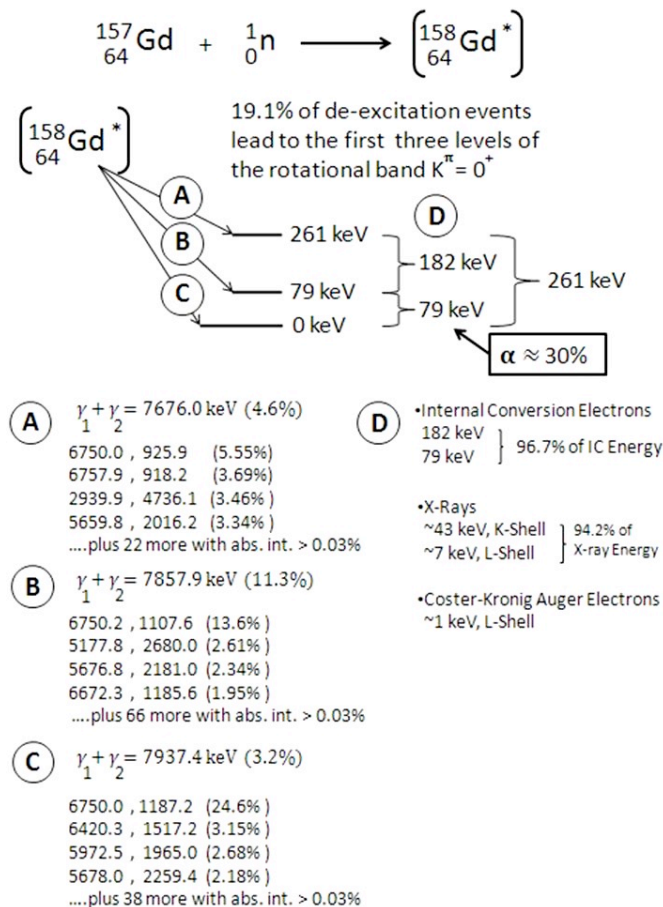 157 64 Gd + 1 0 n (158 64 Gd *)
(158 64 Gd *)
19.1% of de-excitation events
lead to the first three levels of
the rotational band Kπ = 0+
A
B
C
D
261 keV
79 keV
0 keV
182 keV
79 keV
261 keV
α ≈ 30%
A
γ1 + γ2 = 7676.0 keV (4.6%)
6750.0 , 925.9 (5.55%)
6757.9 , 918.2 (3.69%)
2939.9 , 4736.1 (3.46%)
5659.8 , 2016.2 (3.34%)
....plus 22 more with abs. int. > 0.03%
B
γ1 + γ2 = 7857.9 keV (11.3%)
6750.2 , 1107.6 (13.6% )
5177.8 , 2680.0 (2.61% )
5676.8 , 2181.0 (2.34% )
6672.3 , 1185.6 (1.95% )
....plus 66 more with abs. int. > 0.03%
C
γ1 + γ2 = 7937.4 keV (3.2%)
6750.0 , 1187.2 (24.6% )
6420.3 , 1517.2 (3.15% )
5972.5 , 1965.0 (2.68% )
5678.0 , 2259.4 (2.18% )
....plus 38 more with abs. int. > 0.03%
D
•Internal Conversion Electrons
182 keV
79 keV
96.7% of IC Energy
•X-Rays
~43 keV, K-Shell
~7 keV, L-Shell
94.2% of
X-ray Energy
•Coster-Kronig Auger Electrons
~1 keV, L-Shell